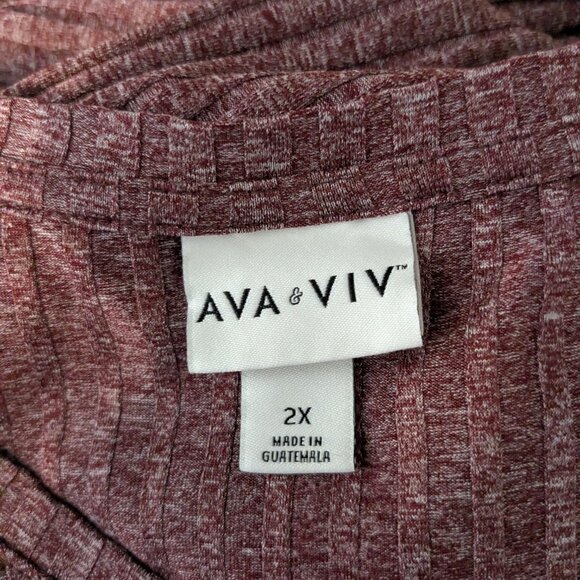 AVA & VIV™
2X
MADE IN
GUATEMALA